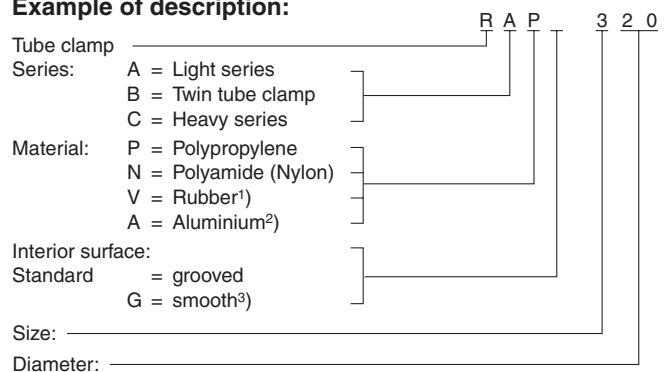 Example of description:
R A P _ 3 2 0
Tube clamp
Series: A = Light series
B = Twin tube clamp
C = Heavy series
Material: P = Polypropylene
N = Polyamide (Nylon)
V = Rubber¹)
A = Aluminium²)
Interior surface:
Standard = grooved
G = smooth³)
Size:
Diameter: